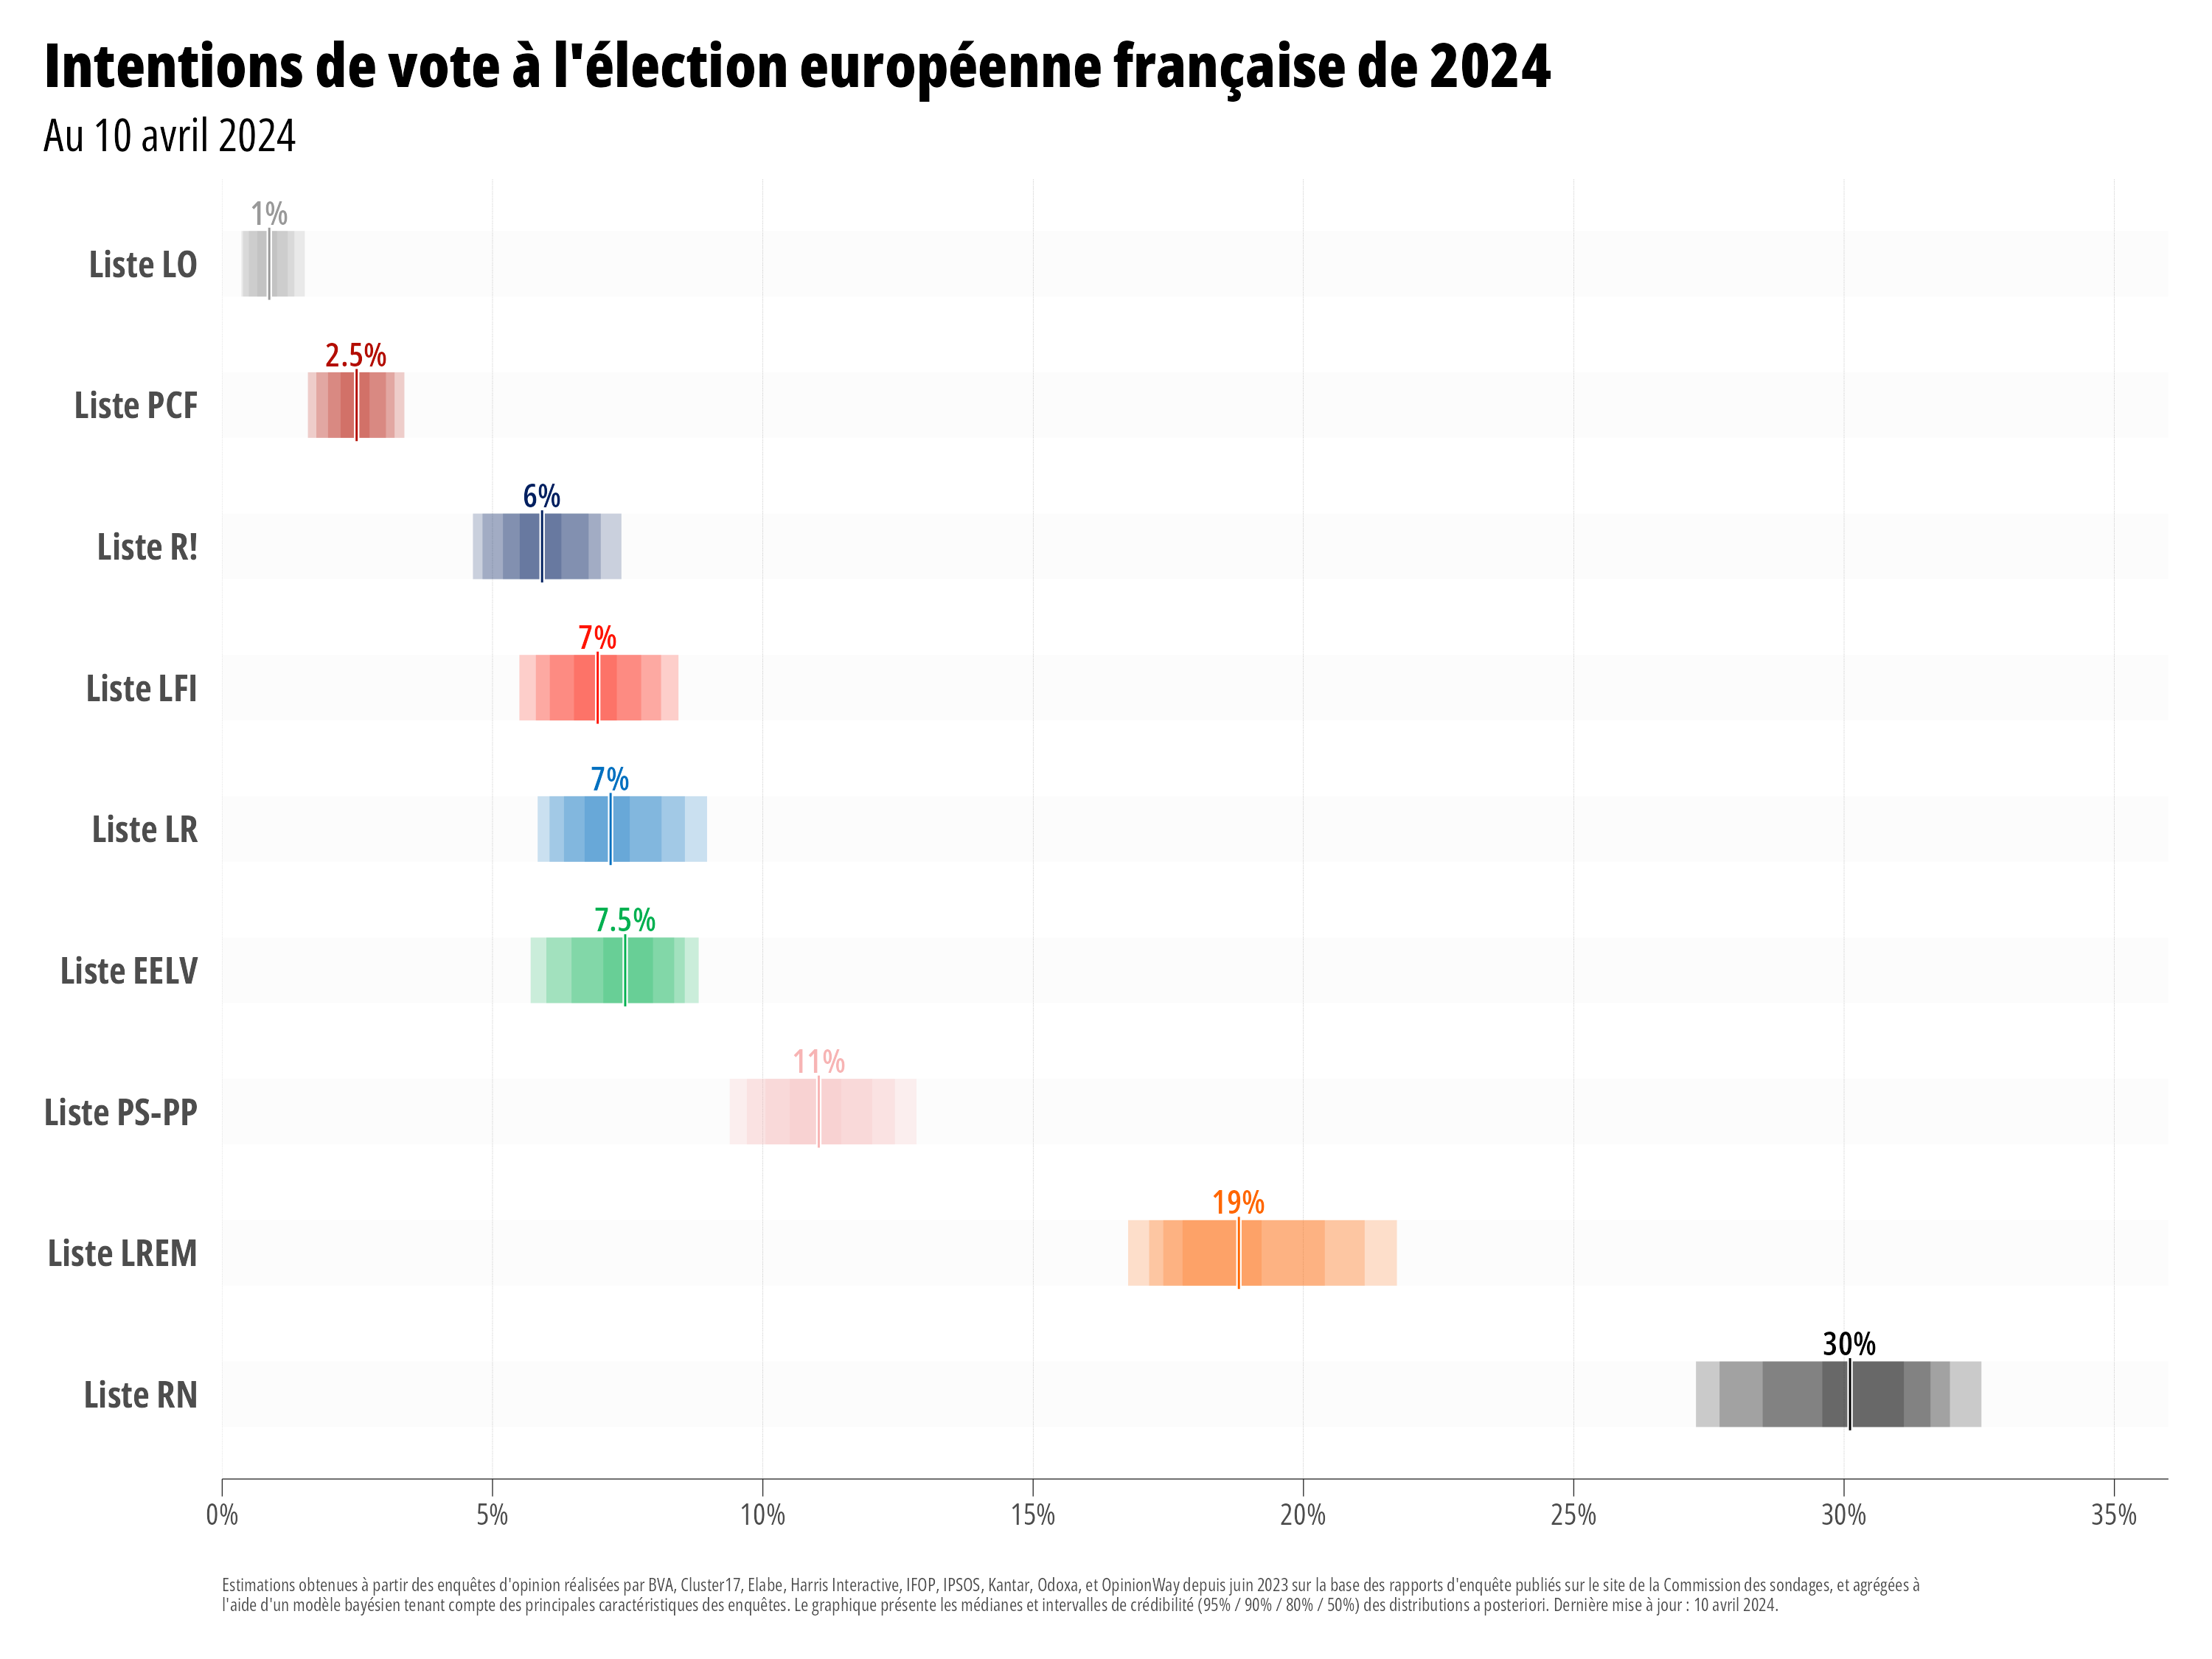 Intentions de vote à l'élection européenne française de 2024
Au 10 avril 2024
1%
Liste LO
2.5%
Liste PCF
6%
Liste R!
7%
Liste LFI
7%
Liste LR
7.5%
Liste EELV
11%
Liste PS-PP
19%
Liste LREM
30%
Liste RN
0% 5% 10% 15% 20% 25% 30% 35%
Estimations obtenues à partir des enquêtes d'opinion réalisées par BVA, Cluster17, Elabe, Harris Interactive, IFOP, IPSOS, Kantar, Odoxa, et OpinionWay depuis juin 2023 sur la base des rapports d'enquête publiés sur le site de la Commission des sondages, et agrégées à
l'aide d'un modèle bayésien tenant compte des principales caractéristiques des enquêtes. Le graphique présente les médianes et intervalles de crédibilité (95% / 90% / 80% / 50%) des distributions a posteriori. Dernière mise à jour : 10 avril 2024.